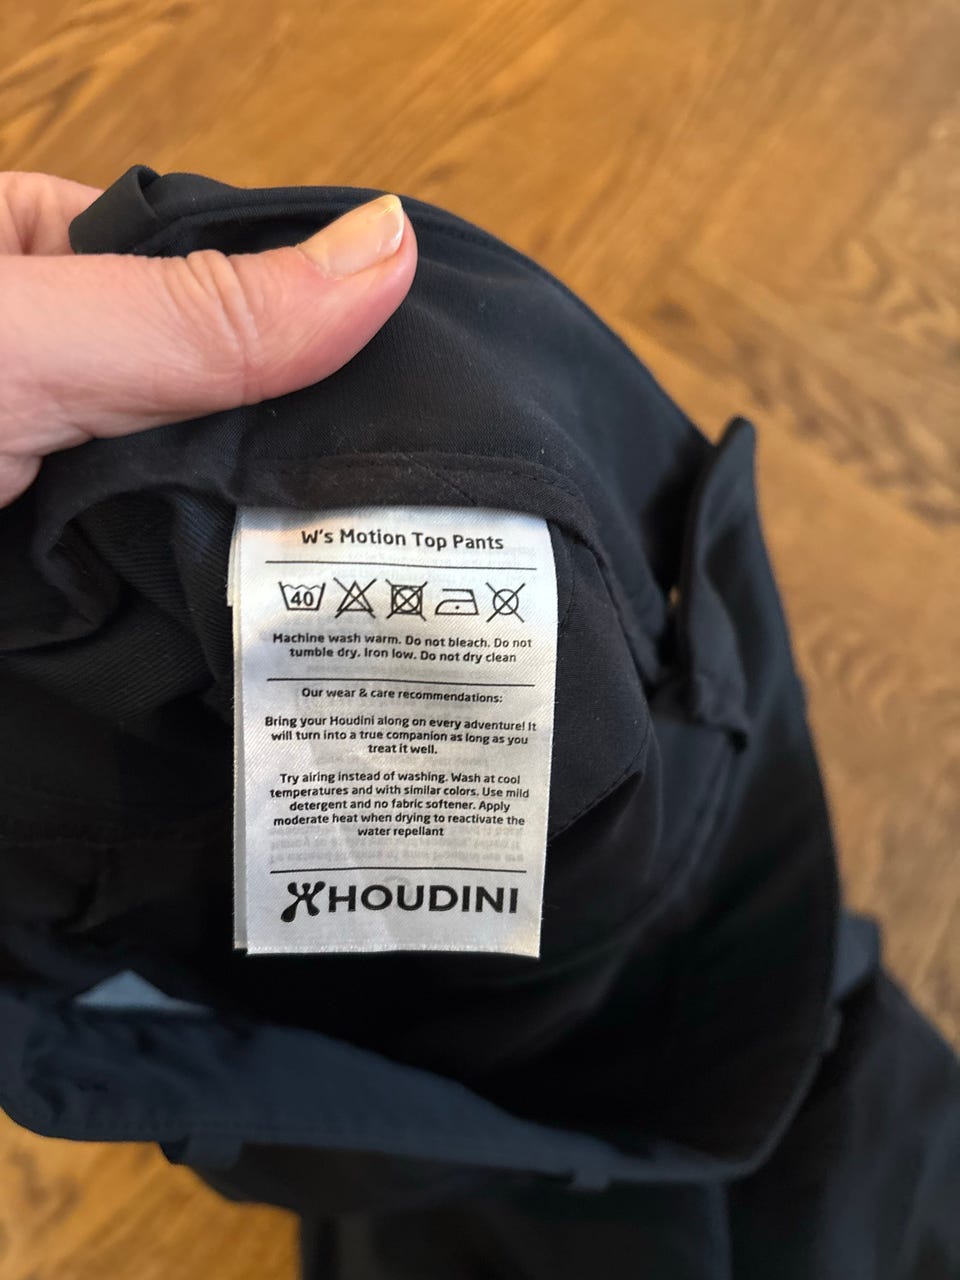 W's Motion Top Pants
40
Machine wash warm. Do not bleach. Do not
tumble dry. Iron low. Do not dry clean
Our wear & care recommendations:
Bring your Houdini along on every adventure! It
will turn into a true companion as long as you
treat it well.
Try airing instead of washing. Wash at cool
temperatures and with similar colors. Use mild
detergent and no fabric softener. Apply
moderate heat when drying to reactivate the
water repellant
HOUDINI